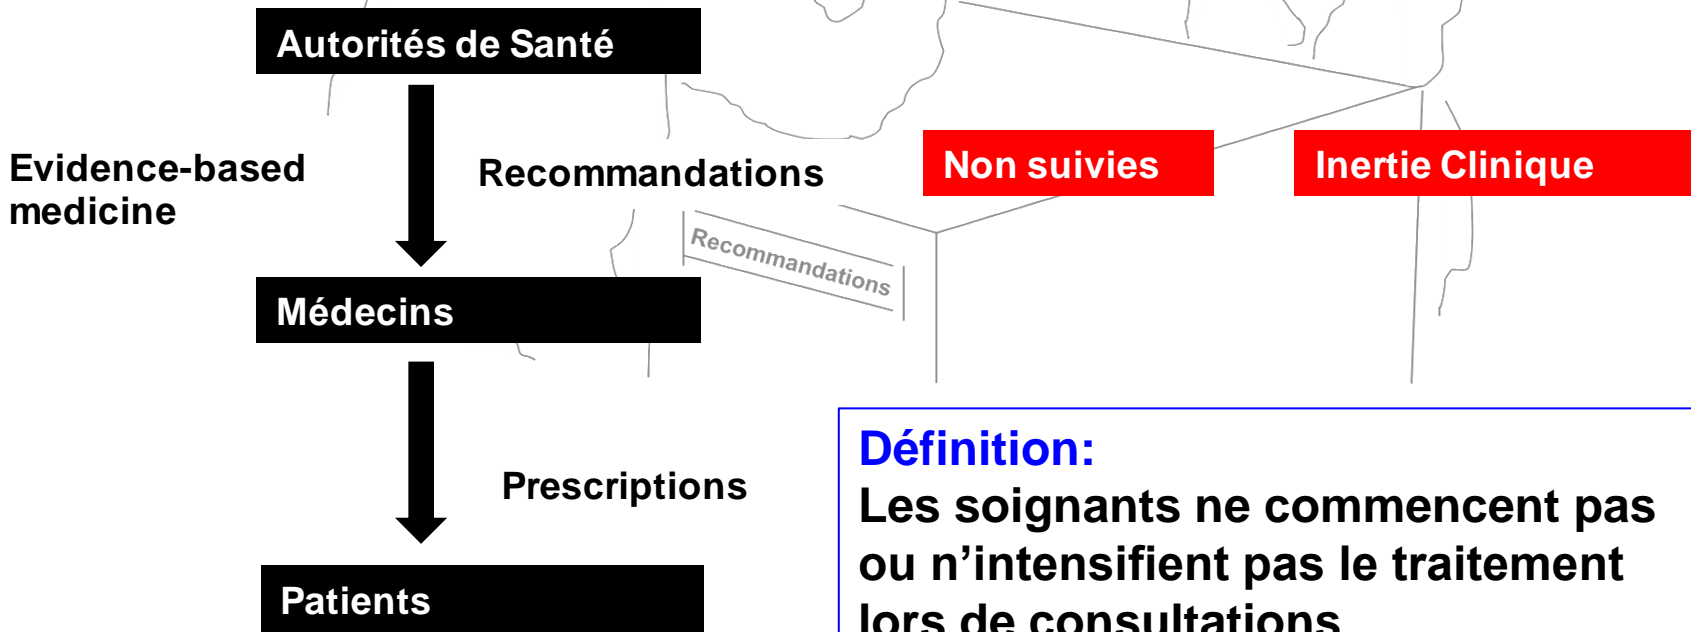 Autorités de Santé
Evidence-based
medicine
Recommandations
Non suivies
Inertie Clinique
Recommandations
Médecins
Prescriptions
Définition:
Les soignants ne commencent pas
ou n’intensifient pas le traitement
lors de consultations
Patients